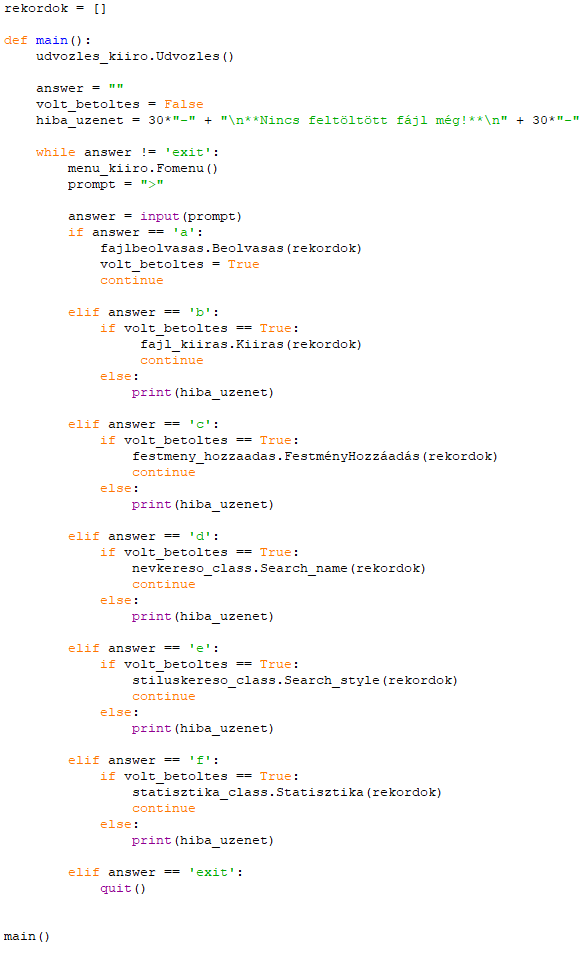 rekordok = []

def main():
    udvozles_kiiro.Udvozles()

    answer = ""
    volt_betoltes = False
    hiba_uzenet = 30*"-" + "\n**Nincs feltöltött fájl még!**\n" + 30*"-"

    while answer != 'exit':
        menu_kiiro.Fomenu()
        prompt = ">"

        answer = input(prompt)
        if answer == 'a':
            fajlbeolvasas.Beolvasas(rekordok)
            volt_betoltes = True
            continue

        elif answer == 'b':
            if volt_betoltes == True:
                 fajl_kiiras.Kiiras(rekordok)
                 continue
            else:
                print(hiba_uzenet)

        elif answer == 'c':
            if volt_betoltes == True:
                festmeny_hozzaadas.FestményHozzáadás(rekordok)
                continue
            else:
                print(hiba_uzenet)

        elif answer == 'd':
            if volt_betoltes == True:
                nevkereso_class.Search_name(rekordok)
                continue
            else:
                print(hiba_uzenet)

        elif answer == 'e':
            if volt_betoltes == True:
                stiluskereso_class.Search_style(rekordok)
                continue
            else:
                print(hiba_uzenet)

        elif answer == 'f':
            if volt_betoltes == True:
                statisztika_class.Statisztika(rekordok)
                continue
            else:
                print(hiba_uzenet)

        elif answer == 'exit':
            quit()


main()